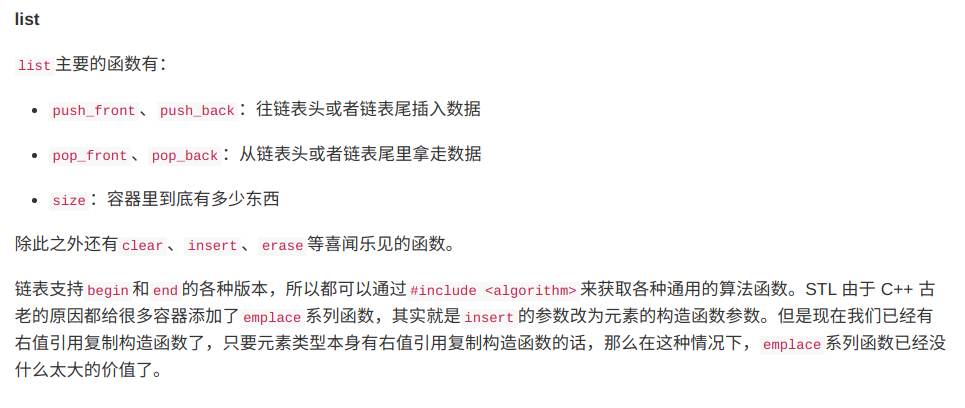 list
list 主要的函数有：
• push_front 、 push_back ：往链表头或者链表尾插入数据
• pop_front 、 pop_back ：从链表头或者链表尾里拿走数据
• size ：容器里到底有多少东西
除此之外还有 clear 、 insert 、 erase 等喜闻乐见的函数。
链表支持 begin 和 end 的各种版本，所以都可以通过 #include <algorithm> 来获取各种通用的算法函数。STL 由于 C++ 古
老的原因都给很多容器添加了 emplace 系列函数，其实就是 insert 的参数改为元素的构造函数参数。但是现在我们已经有
右值引用复制构造函数了，只要元素类型本身有右值引用复制构造函数的话，那么在这种情况下， emplace 系列函数已经没
什么太大的价值了。